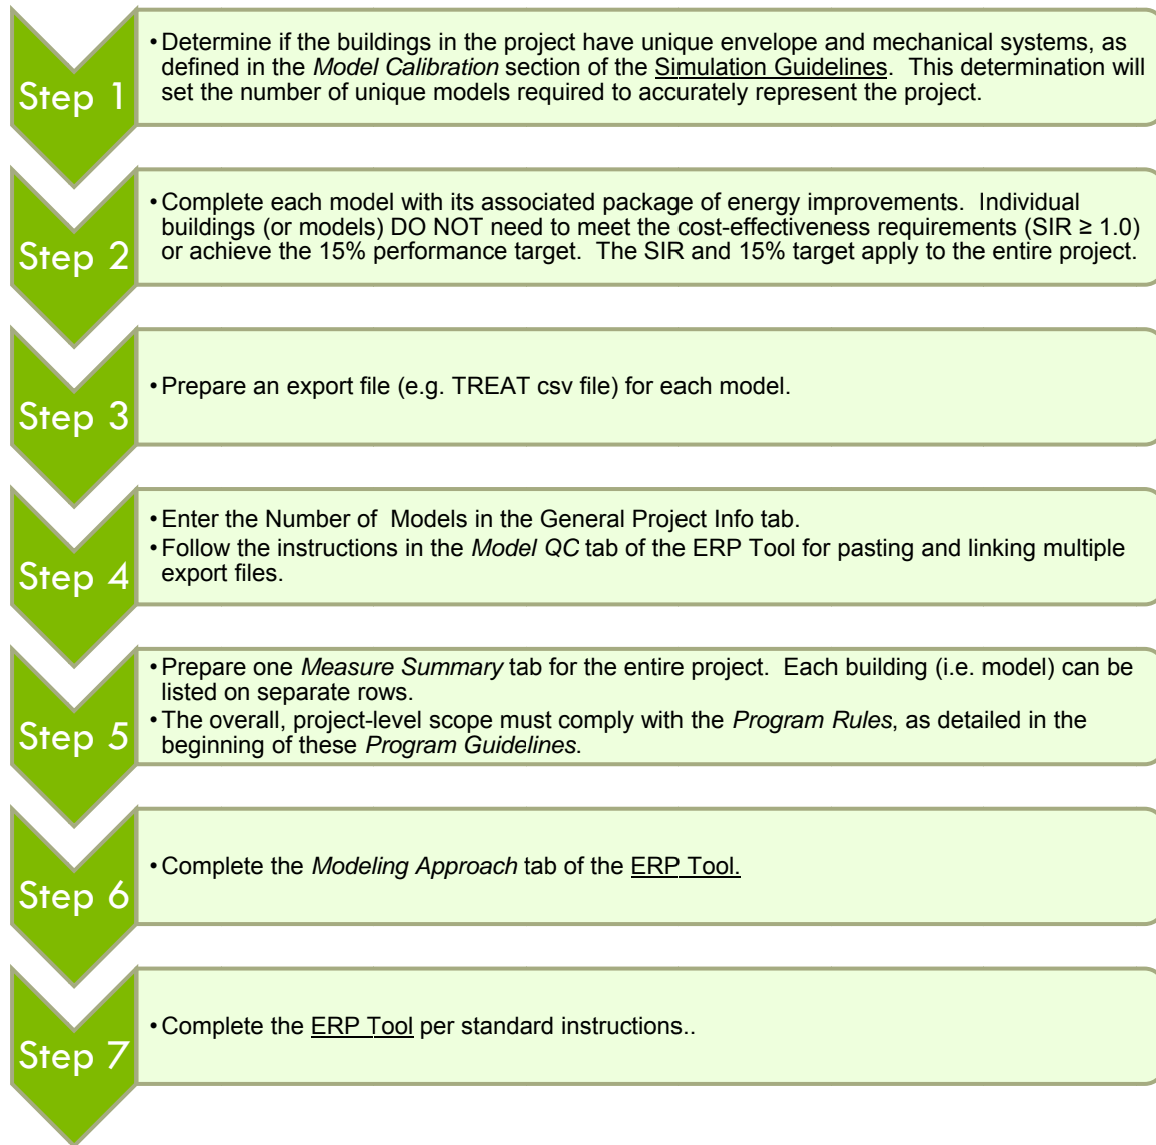 Step 1
•Determine if the buildings in the project have unique envelope and mechanical systems, as
defined in the Model Calibration section of the Simulation Guidelines.  This determination will
set the number of unique models required to accurately represent the project.
Step 2
•Complete each model with its associated package of energy improvements.  Individual
buildings (or models) DO NOT need to meet the cost-effectiveness requirements (SIR ≥ 1.0)
or achieve the 15% performance target.  The SIR and 15% target apply to the entire project.
Step 3
•Prepare an export file (e.g. TREAT csv file) for each model.
Step 4
•Enter the Number of  Models in the General Project Info tab.
•Follow the instructions in the Model QC tab of the ERP Tool for pasting and linking multiple
export files.
Step 5
•Prepare one Measure Summary tab for the entire project.  Each building (i.e. model) can be
listed on separate rows.
•The overall, project-level scope must comply with the Program Rules, as detailed in the
beginning of these Program Guidelines.
Step 6
•Complete the Modeling Approach tab of the ERP Tool.
Step 7
•Complete the ERP Tool per standard instructions..